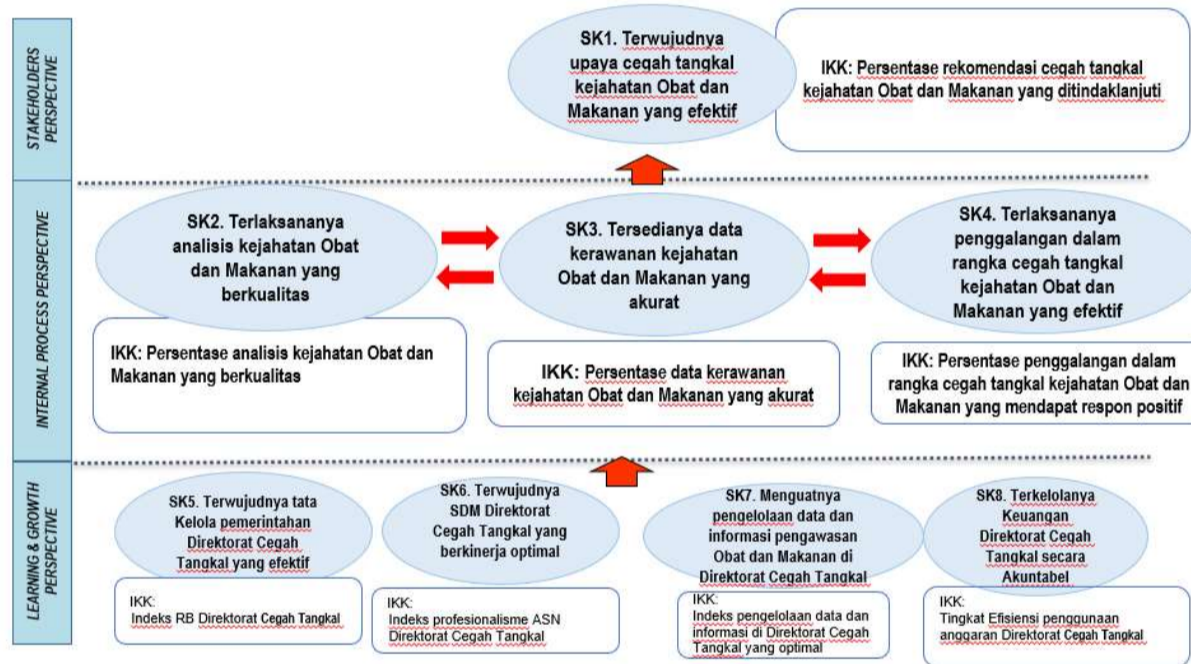 STAKEHOLDERS
PERSPECTIVE
SK1. Terwujudnya
upaya cegah tangkal
kejahatan Obat dan
Makanan yang efektif
IKK: Persentase rekomendasi cegah tangkal
kejahatan Obat dan Makanan yang ditindaklanjuti
INTERNAL PROCESS PERSPECTIVE
SK2. Terlaksananya
analisis kejahatan Obat
dan Makanan yang
berkualitas
IKK: Persentase analisis kejahatan Obat dan
Makanan yang berkualitas
SK3. Tersedianya data
kerawanan kejahatan
Obat dan Makanan yang
akurat
IKK: Persentase data kerawanan
kejahatan Obat dan Makanan yang akurat
SK4. Terlaksananya
penggalangan dalam
rangka cegah tangkal
kejahatan Obat dan
Makanan yang efektif
IKK: Persentase penggalangan dalam
rangka cegah tangkal kejahatan Obat dan
Makanan yang mendapat respon positif
LEARNING & GROWTH
PERSPECTIVE
SK5. Terwujudnya tata
Kelola pemerintahan
Direktorat Cegah
Tangkal yang efektif
IKK:
Indeks RB Direktorat Cegah Tangkal
SK6. Terwujudnya
SDM Direktorat
Cegah Tangkal yang
berkinerja optimal
IKK:
Indeks profesionalisme ASN
Direktorat Cegah Tangkal
SK7. Menguatnya
pengelolaan data dan
informasi pengawasan
Obat dan Makanan di
Direktorat Cegah Tangkal
IKK:
Indeks pengelolaan data dan
informasi di Direktorat Cegah
Tangkal yang optimal
SK8. Terkelolanya
Keuangan
Direktorat Cegah
Tangkal secara
Akuntabel
IKK:
Tingkat Efisiensi penggunaan
anggaran Direktorat Cegah Tangkal